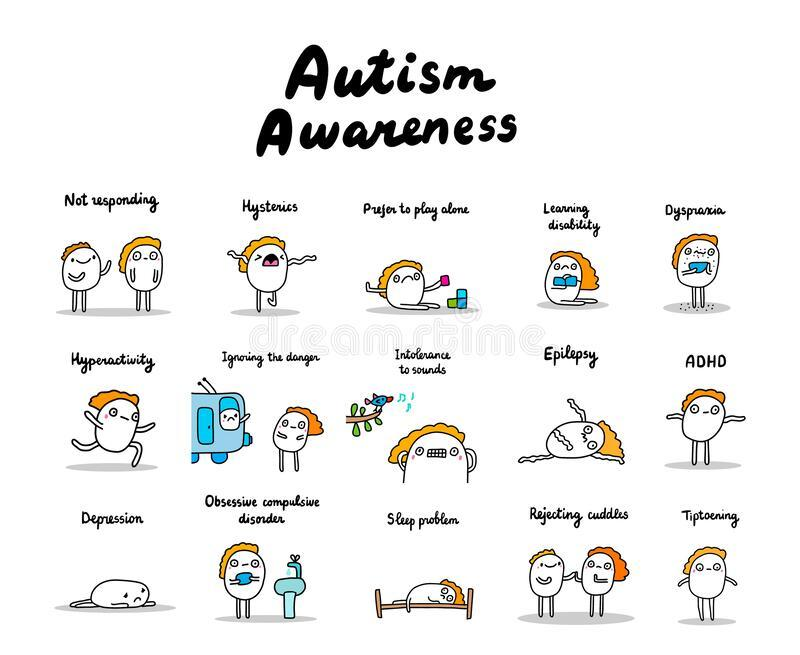 Autism
Awareness
Not responding
Hysterics
Prefer to play alone
Learning
disability
Dyspraxia
Hyperactivity
Ignoring the danger
Intolerance
to sounds
Epilepsy
ADHD
Depression
Obsessive compulsive
disorder
Sleep problem
Rejecting cuddles
Tiptoening
dreamstime